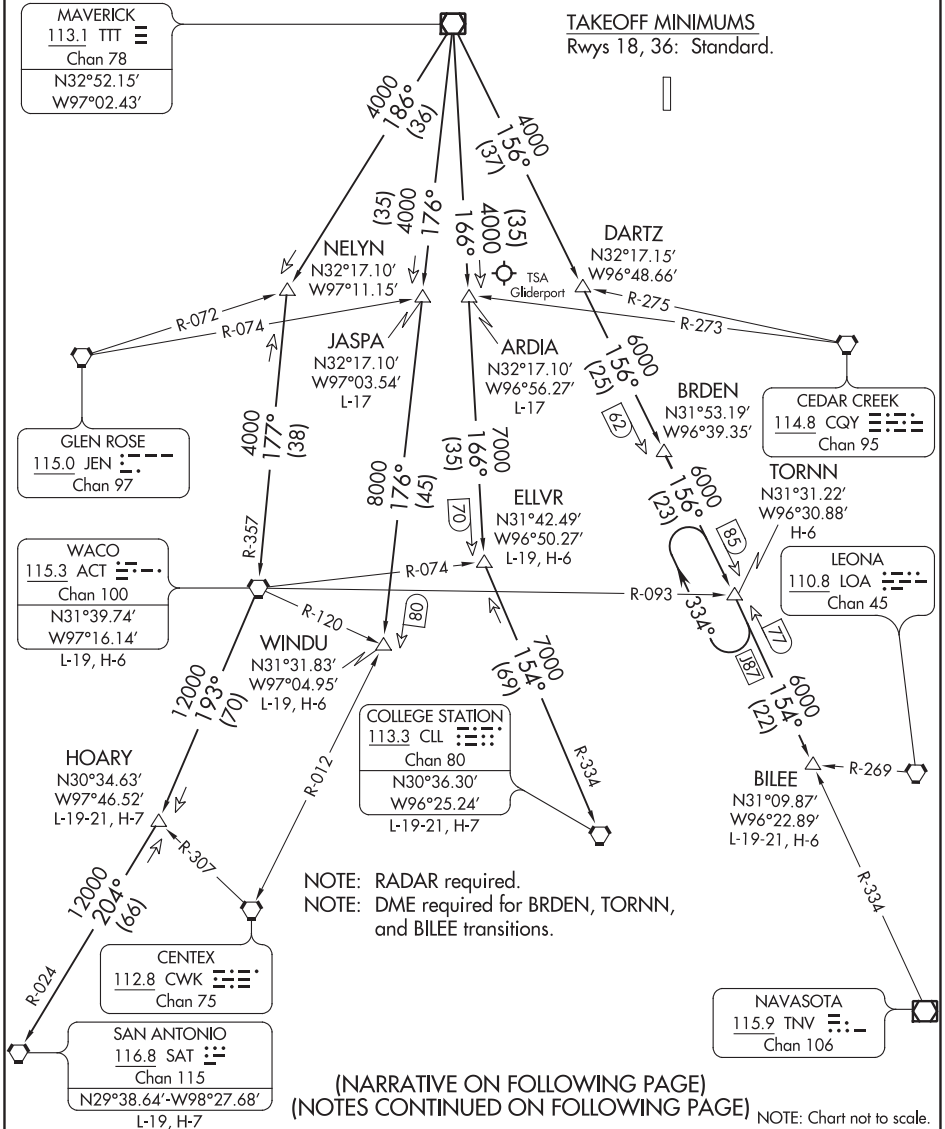 MAVERICK
113.1 TTT
Chan 78
N32°52.15'
W97°02.43'
TAKEOFF MINIMUMS
Rwys 18, 36: Standard.
4000
186°
(36)
(35)
4000
176°
(35)
4000
166°
4000
156°
(37)
NELYN
N32°17.10'
W97°11.15'
TSA
Gliderport
DARTZ
N32°17.15'
W96°48.66'
R-072
R-074
R-275
R-273
JASPA
N32°17.10'
W97°03.54'
L-17
ARDIA
N32°17.10'
W96°56.27'
L-17
6000
156°
(25)
62
BRDEN
N31°53.19'
W96°39.35'
CEDAR CREEK
114.8 CQY
Chan 95
GLEN ROSE
115.0 JEN
Chan 97
4000
177°
(38)
R-357
8000
176°
(45)
7000
166°
(35)
70
ELLVR
N31°42.49'
W96°50.27'
L-19, H-6
6000
156°
(23)
85
TORNN
N31°31.22'
W96°30.88'
H-6
WACO
115.3 ACT
Chan 100
N31°39.74'
W97°16.14'
L-19, H-6
R-074
R-093
R-120
80
LEONA
110.8 LOA
Chan 45
334°
77
J87
WINDU
N31°31.83'
W97°04.95'
L-19, H-6
12000
193°
(70)
7000
154°
(69)
6000
154°
(22)
HOARY
N30°34.63'
W97°46.52'
L-19-21, H-7
R-012
COLLEGE STATION
113.3 CLL
Chan 80
N30°36.30'
W96°25.24'
L-19-21, H-7
R-334
BILEE
N31°09.87'
W96°22.89'
L-19-21, H-6
R-269
R-307
12000
204°
(66)
R-024
NOTE: RADAR required.
NOTE: DME required for BRDEN, TORNN,
and BILEE transitions.
R-334
CENTEX
112.8 CWK
Chan 75
NAVASOTA
115.9 TNV
Chan 106
SAN ANTONIO
116.8 SAT
Chan 115
N29°38.64'-W98°27.68'
L-19, H-7
(NARRATIVE ON FOLLOWING PAGE)
(NOTES CONTINUED ON FOLLOWING PAGE)
NOTE: Chart not to scale.